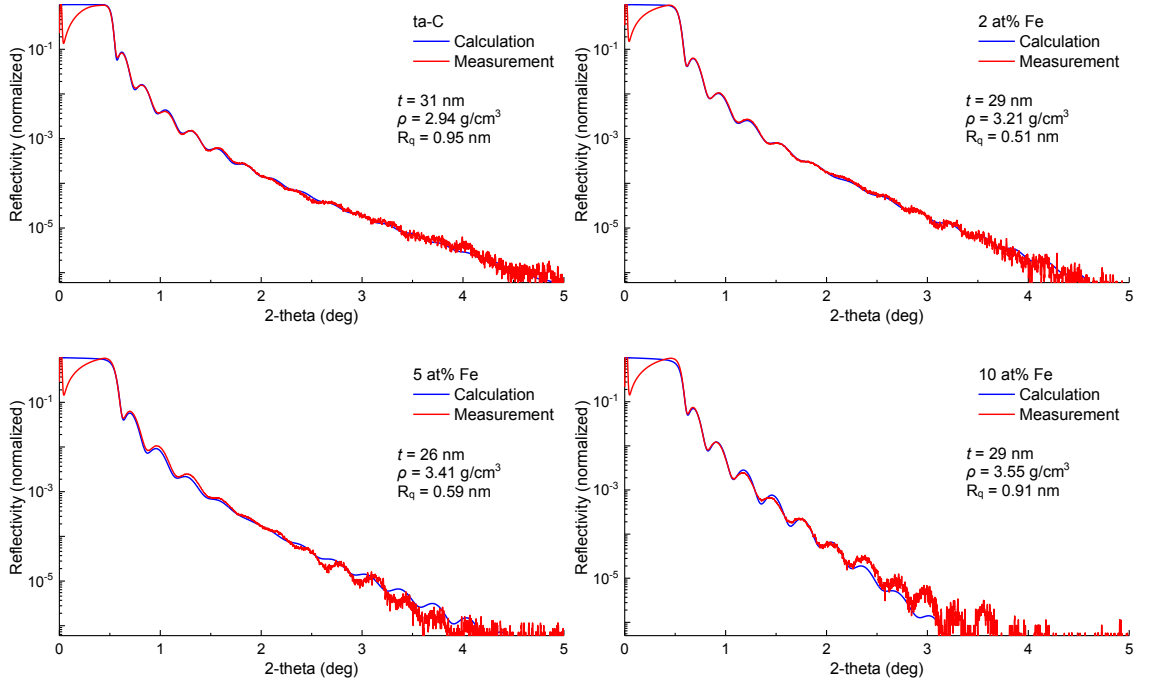 ta-C
Calculation
Measurement
t = 31 nm
ρ = 2.94 g/cm³
Rq = 0.95 nm
Reflectivity (normalized)
10⁻¹
10⁻³
10⁻⁵
0 1 2 3 4 5
2-theta (deg)
2 at% Fe
Calculation
Measurement
t = 29 nm
ρ = 3.21 g/cm³
Rq = 0.51 nm
Reflectivity (normalized)
10⁻¹
10⁻³
10⁻⁵
0 1 2 3 4 5
2-theta (deg)
5 at% Fe
Calculation
Measurement
t = 26 nm
ρ = 3.41 g/cm³
Rq = 0.59 nm
Reflectivity (normalized)
10⁻¹
10⁻³
10⁻⁵
0 1 2 3 4 5
2-theta (deg)
10 at% Fe
Calculation
Measurement
t = 29 nm
ρ = 3.55 g/cm³
Rq = 0.91 nm
Reflectivity (normalized)
10⁻¹
10⁻³
10⁻⁵
0 1 2 3 4 5
2-theta (deg)